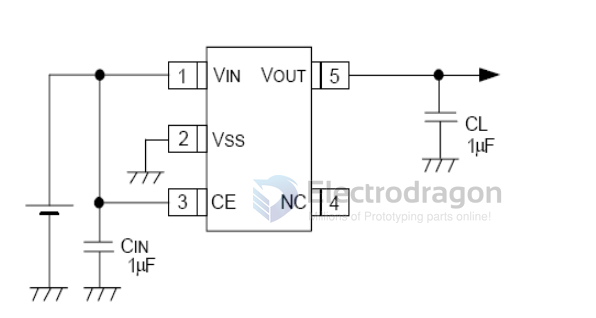 1 VIN VOUT 5
2 VSS
CL
1µF
3 CE NC 4
Electrodragon
Millions of Prototyping parts online!
CIN
1µF